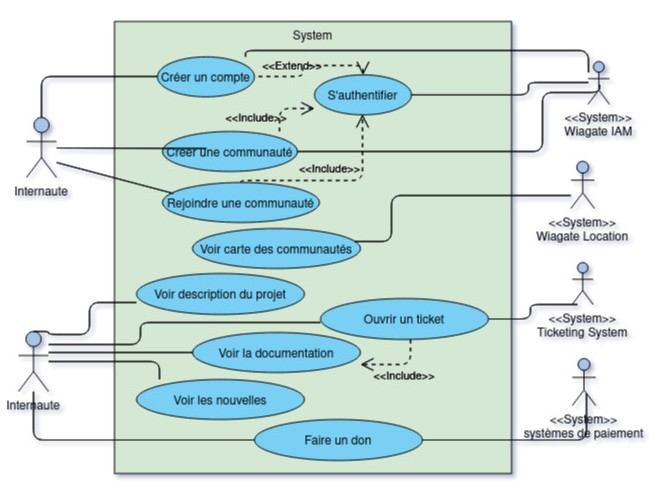 System
<<Extend>>
Créer un compte
S'authentifier
<<Include>>
<<System>>
Wiagate IAM
Créer une communauté
<<Include>>
Internaute
Rejoindre une communauté
<<System>>
Wiagate Location
Voir carte des communautés
Voir description du projet
Ouvrir un ticket
<<System>>
Ticketing System
Voir la documentation
<<Include>>
Internaute
Voir les nouvelles
<<System>>
systèmes de paiement
Faire un don